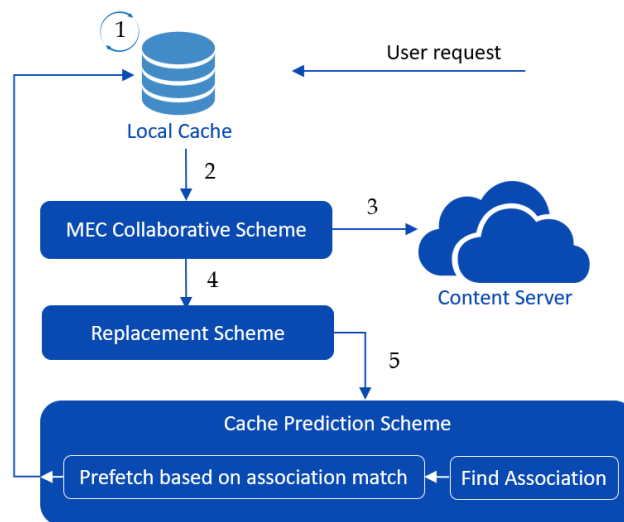 1
User request
Local Cache
2
MEC Collaborative Scheme
3
Content Server
4
Replacement Scheme
5
Cache Prediction Scheme
Prefetch based on association match
Find Association